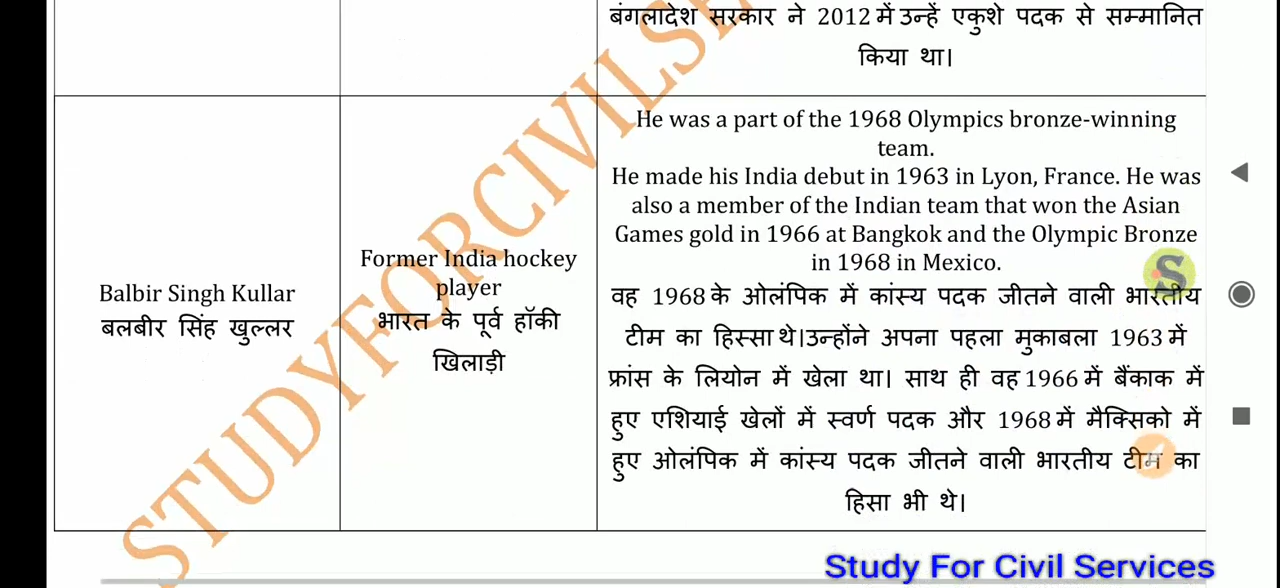 बंगलादेश सरकार ने 2012 में उन्हें एकुशे पदक से सम्मानित
किया था।
Balbir Singh Kullar
बलबीर सिंह खुल्लर
Former India hockey
player
भारत के पूर्व हॉकी
खिलाड़ी
He was a part of the 1968 Olympics bronze-winning
team.
He made his India debut in 1963 in Lyon, France. He was
also a member of the Indian team that won the Asian
Games gold in 1966 at Bangkok and the Olympic Bronze
in 1968 in Mexico.
वह 1968 के ओलंपिक में कांस्य पदक जीतने वाली भारतीय
टीम का हिस्सा थे।उन्होंने अपना पहला मुकाबला 1963 में
फ्रांस के लियोन में खेला था। साथ ही वह 1966 में बैंकाक में
हुए एशियाई खेलों में स्वर्ण पदक और 1968 में मैक्सिको में
हुए ओलंपिक में कांस्य पदक जीतने वाली भारतीय टीम का
हिसा भी थे।
STUDYFORCIVILSE
S
Study For Civil Services